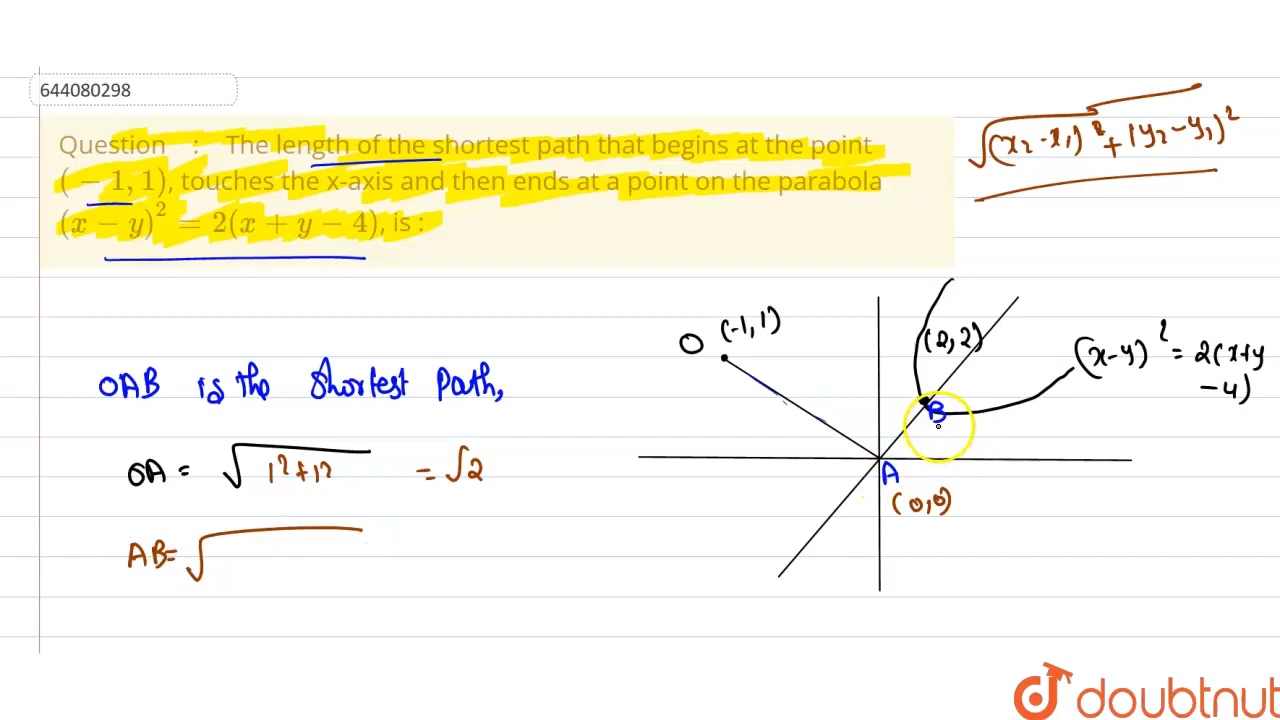 644080298
Question : The length of the shortest path that begins at the point
(−1, 1), touches the x-axis and then ends at a point on the parabola
(x − y)² = 2(x + y − 4), is :
√(x₂-x₁)² + (y₂-y₁)²
O (-1, 1)
(2, 2)
(x-y)² = 2(x+y
-4)
B
A
(0, 0)
OAB is the Shortest Path,
OA = √1²+1² = √2
AB = √
doubtnut